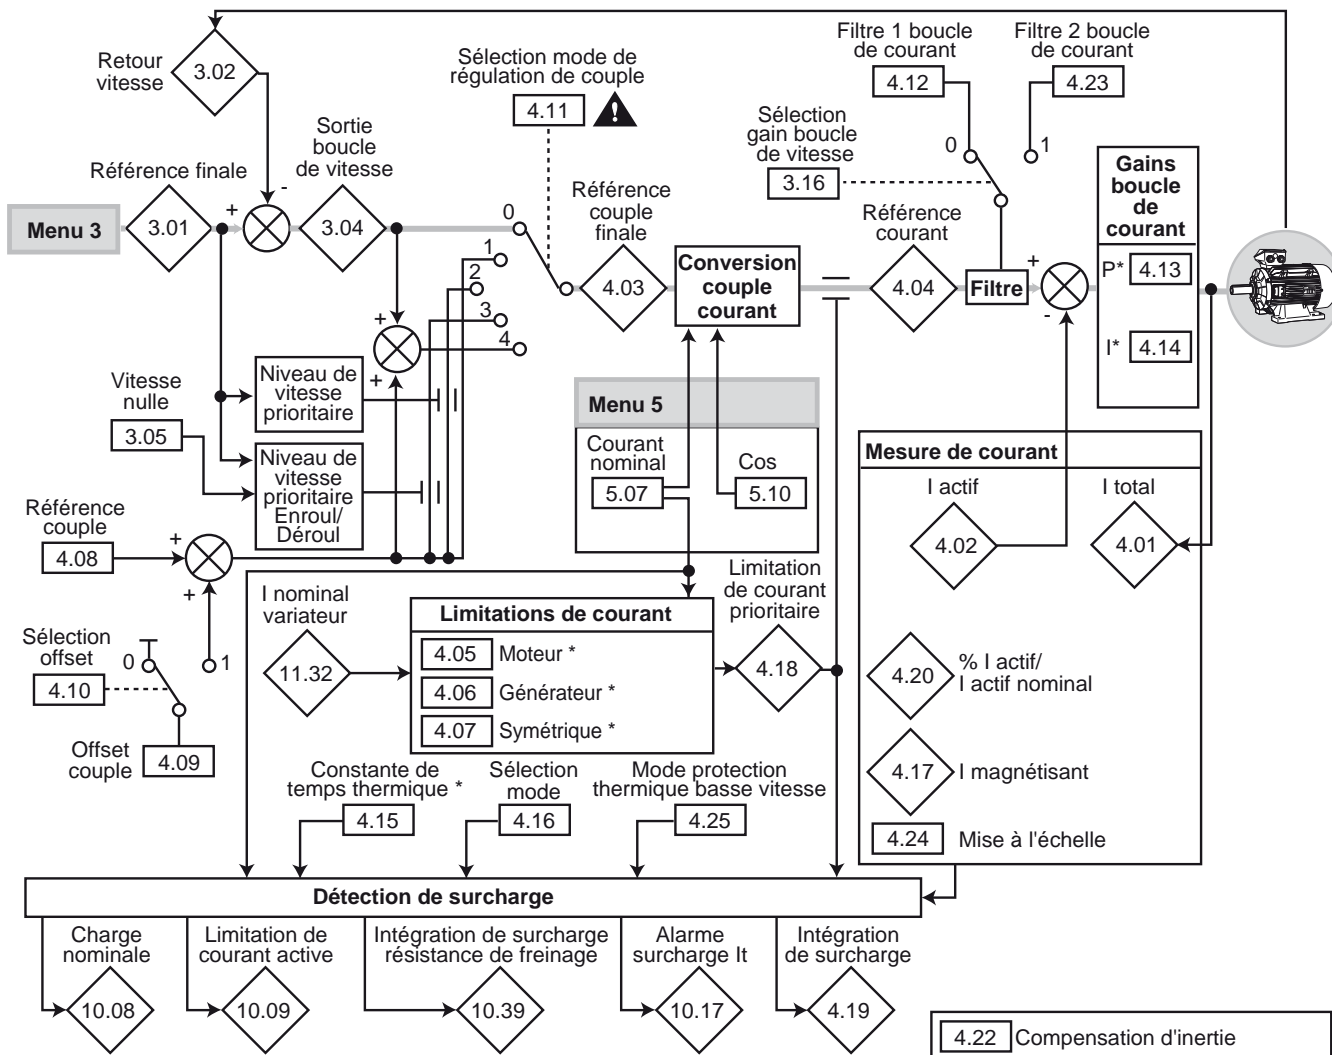 Retour
vitesse
3.02
Sélection mode de
régulation de couple
4.11
Filtre 1 boucle
de courant
4.12
Filtre 2 boucle
de courant
4.23
Sélection
gain boucle
de vitesse
3.16
0
1
Référence finale
Menu 3
3.01
+
-
Sortie
boucle
de vitesse
3.04
0
1
2
3
4
Référence
couple
finale
4.03
Conversion
couple
courant
Référence
courant
4.04
Filtre
+
-
Gains
boucle
de
courant
P*
4.13
I*
4.14
+
+
Vitesse
nulle
3.05
Niveau de
vitesse
prioritaire
Niveau de
vitesse
prioritaire
Enroul/
Déroul
Menu 5
Courant
nominal
5.07
Cos
5.10
Mesure de courant
I actif
4.02
I total
4.01
4.20
% I actif/
I actif nominal
4.17
I magnétisant
4.24
Mise à l'échelle
Référence
couple
4.08
+
+
Sélection
offset
4.10
0
1
Offset
couple
4.09
I nominal
variateur
11.32
Limitations de courant
4.05 Moteur *
4.06 Générateur *
4.07 Symétrique *
Limitation
de courant
prioritaire
4.18
Constante de
temps thermique *
4.15
Sélection
mode
4.16
Mode protection
thermique basse vitesse
4.25
Détection de surcharge
Charge
nominale
10.08
Limitation de
courant active
10.09
Intégration de surcharge
résistance de freinage
10.39
Alarme
surcharge It
10.17
Intégration
de surcharge
4.19
4.22 Compensation d'inertie